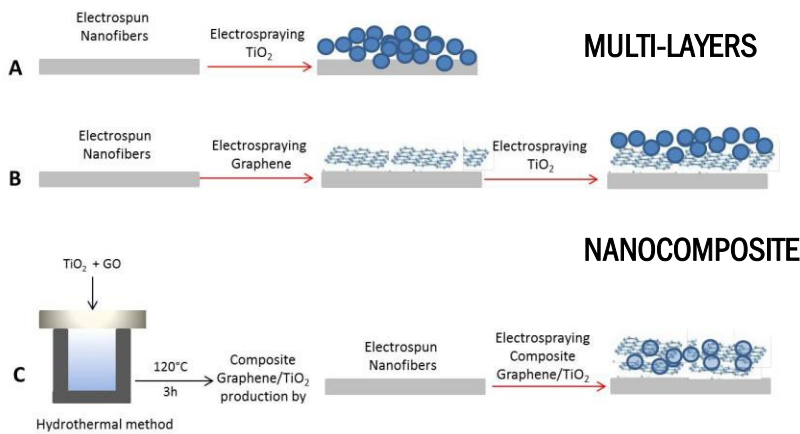 Electrospun
Nanofibers
Electrospraying
TiO₂
MULTI-LAYERS
A
Electrospun
Nanofibers
Electrospraying
Graphene
Electrospraying
TiO₂
B
NANOCOMPOSITE
TiO₂ + GO
C
120°C
3h
Composite
Graphene/TiO₂
production by
Electrospun
Nanofibers
Electrospraying
Composite
Graphene/TiO₂
Hydrothermal method